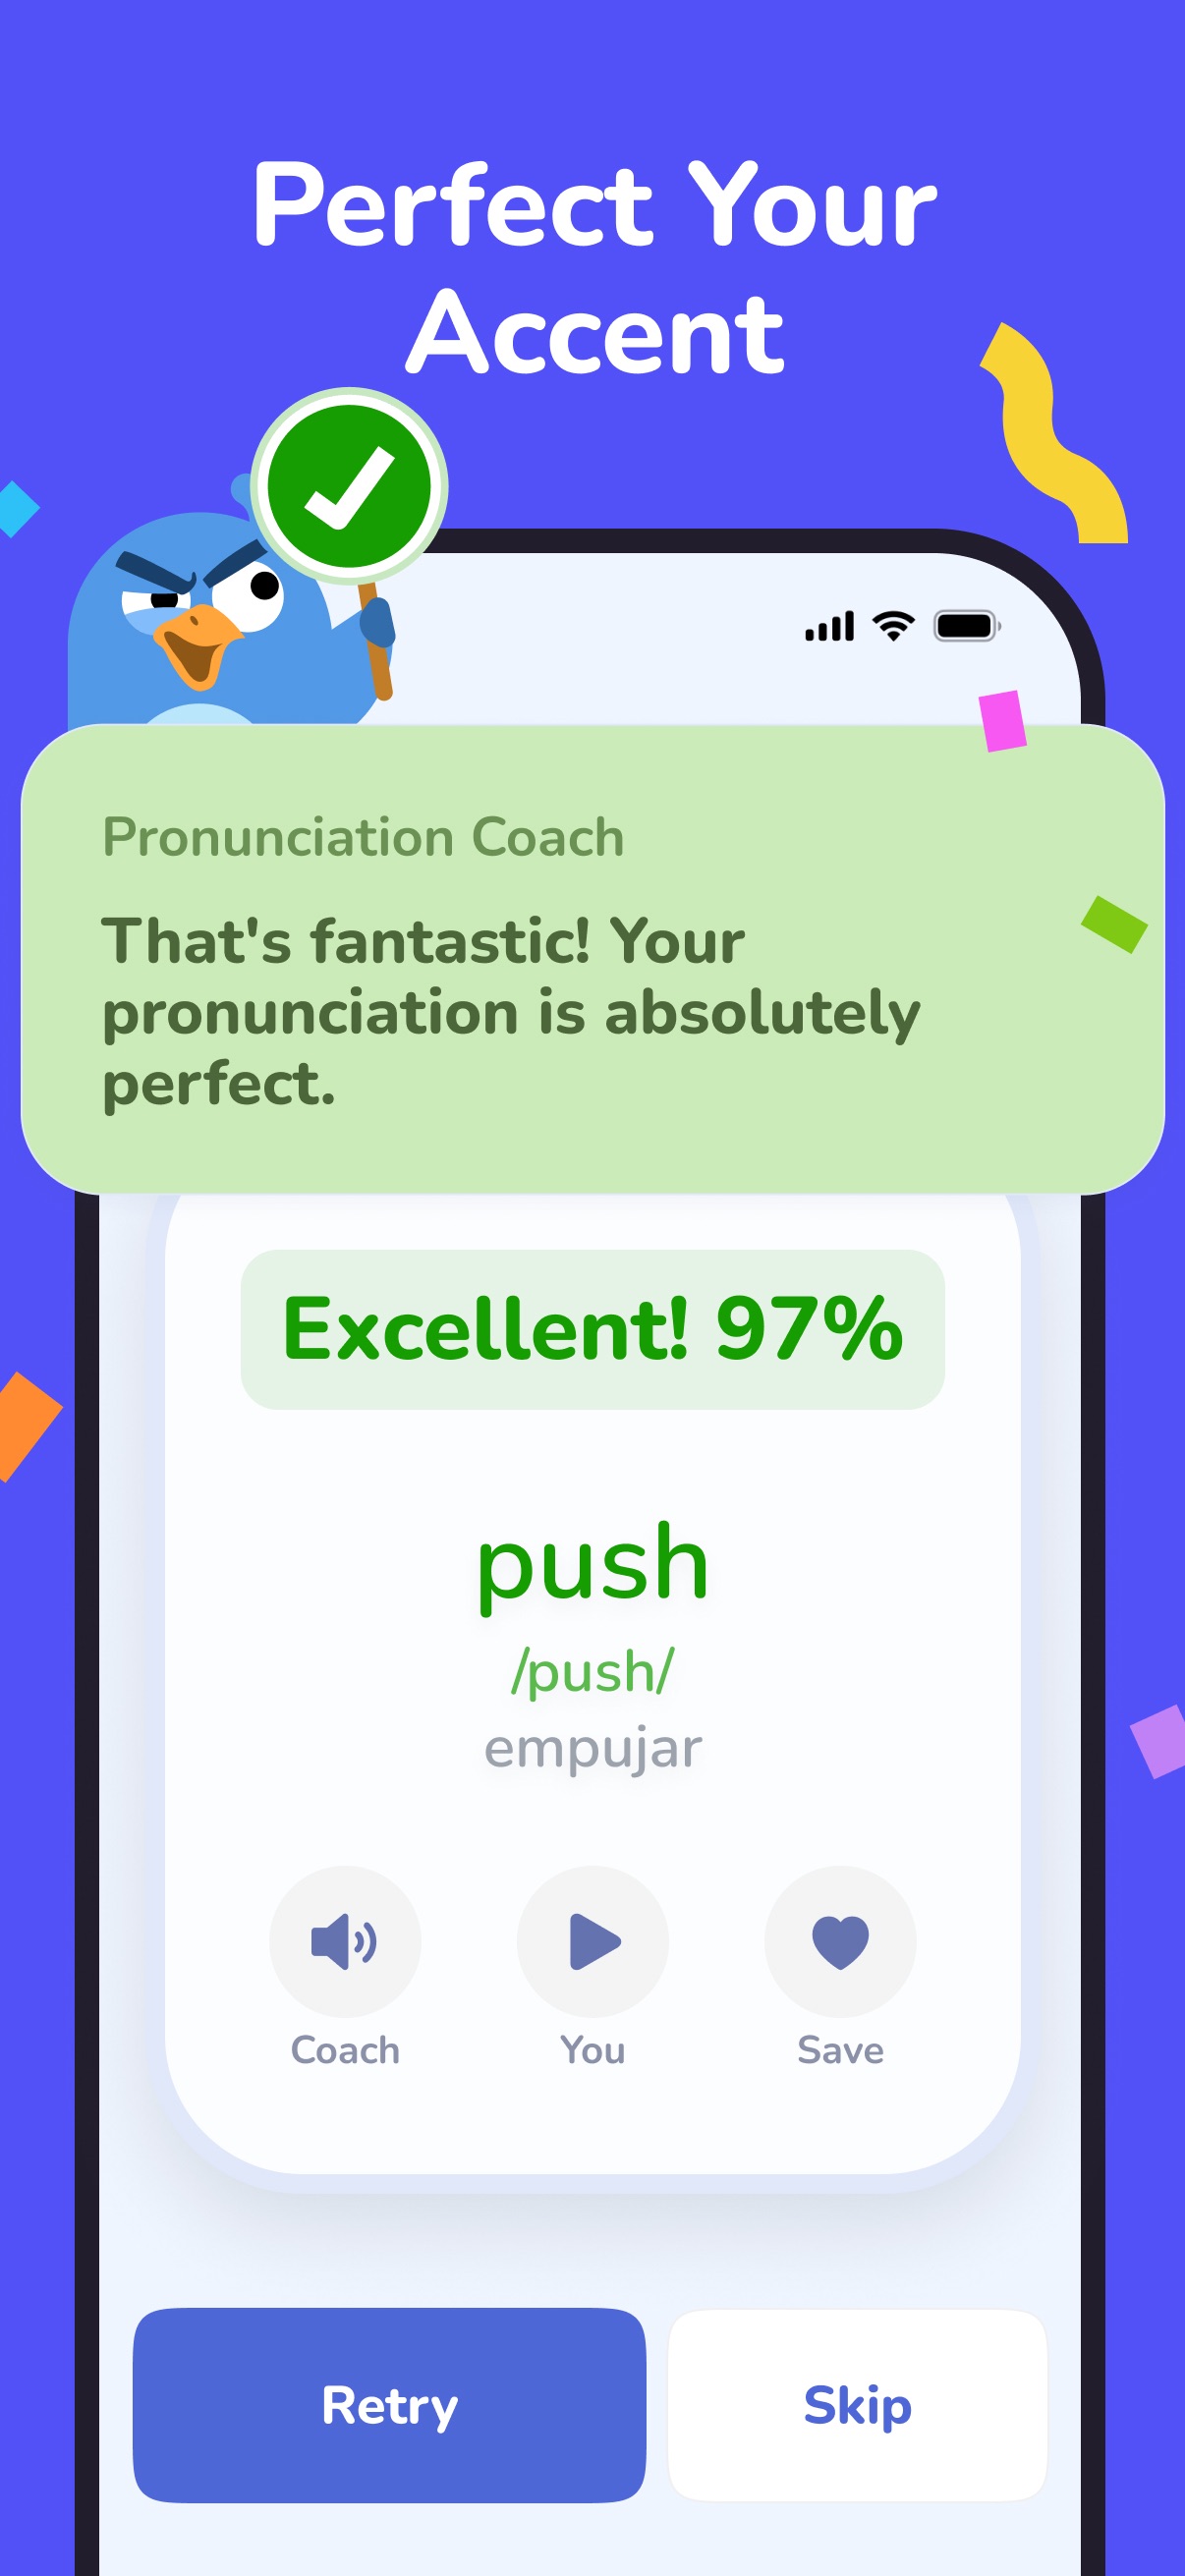 Perfect Your
Accent
Pronunciation Coach
That's fantastic! Your
pronunciation is absolutely
perfect.
Excellent! 97%
push
/push/
empujar
Coach
You
Save
Retry
Skip